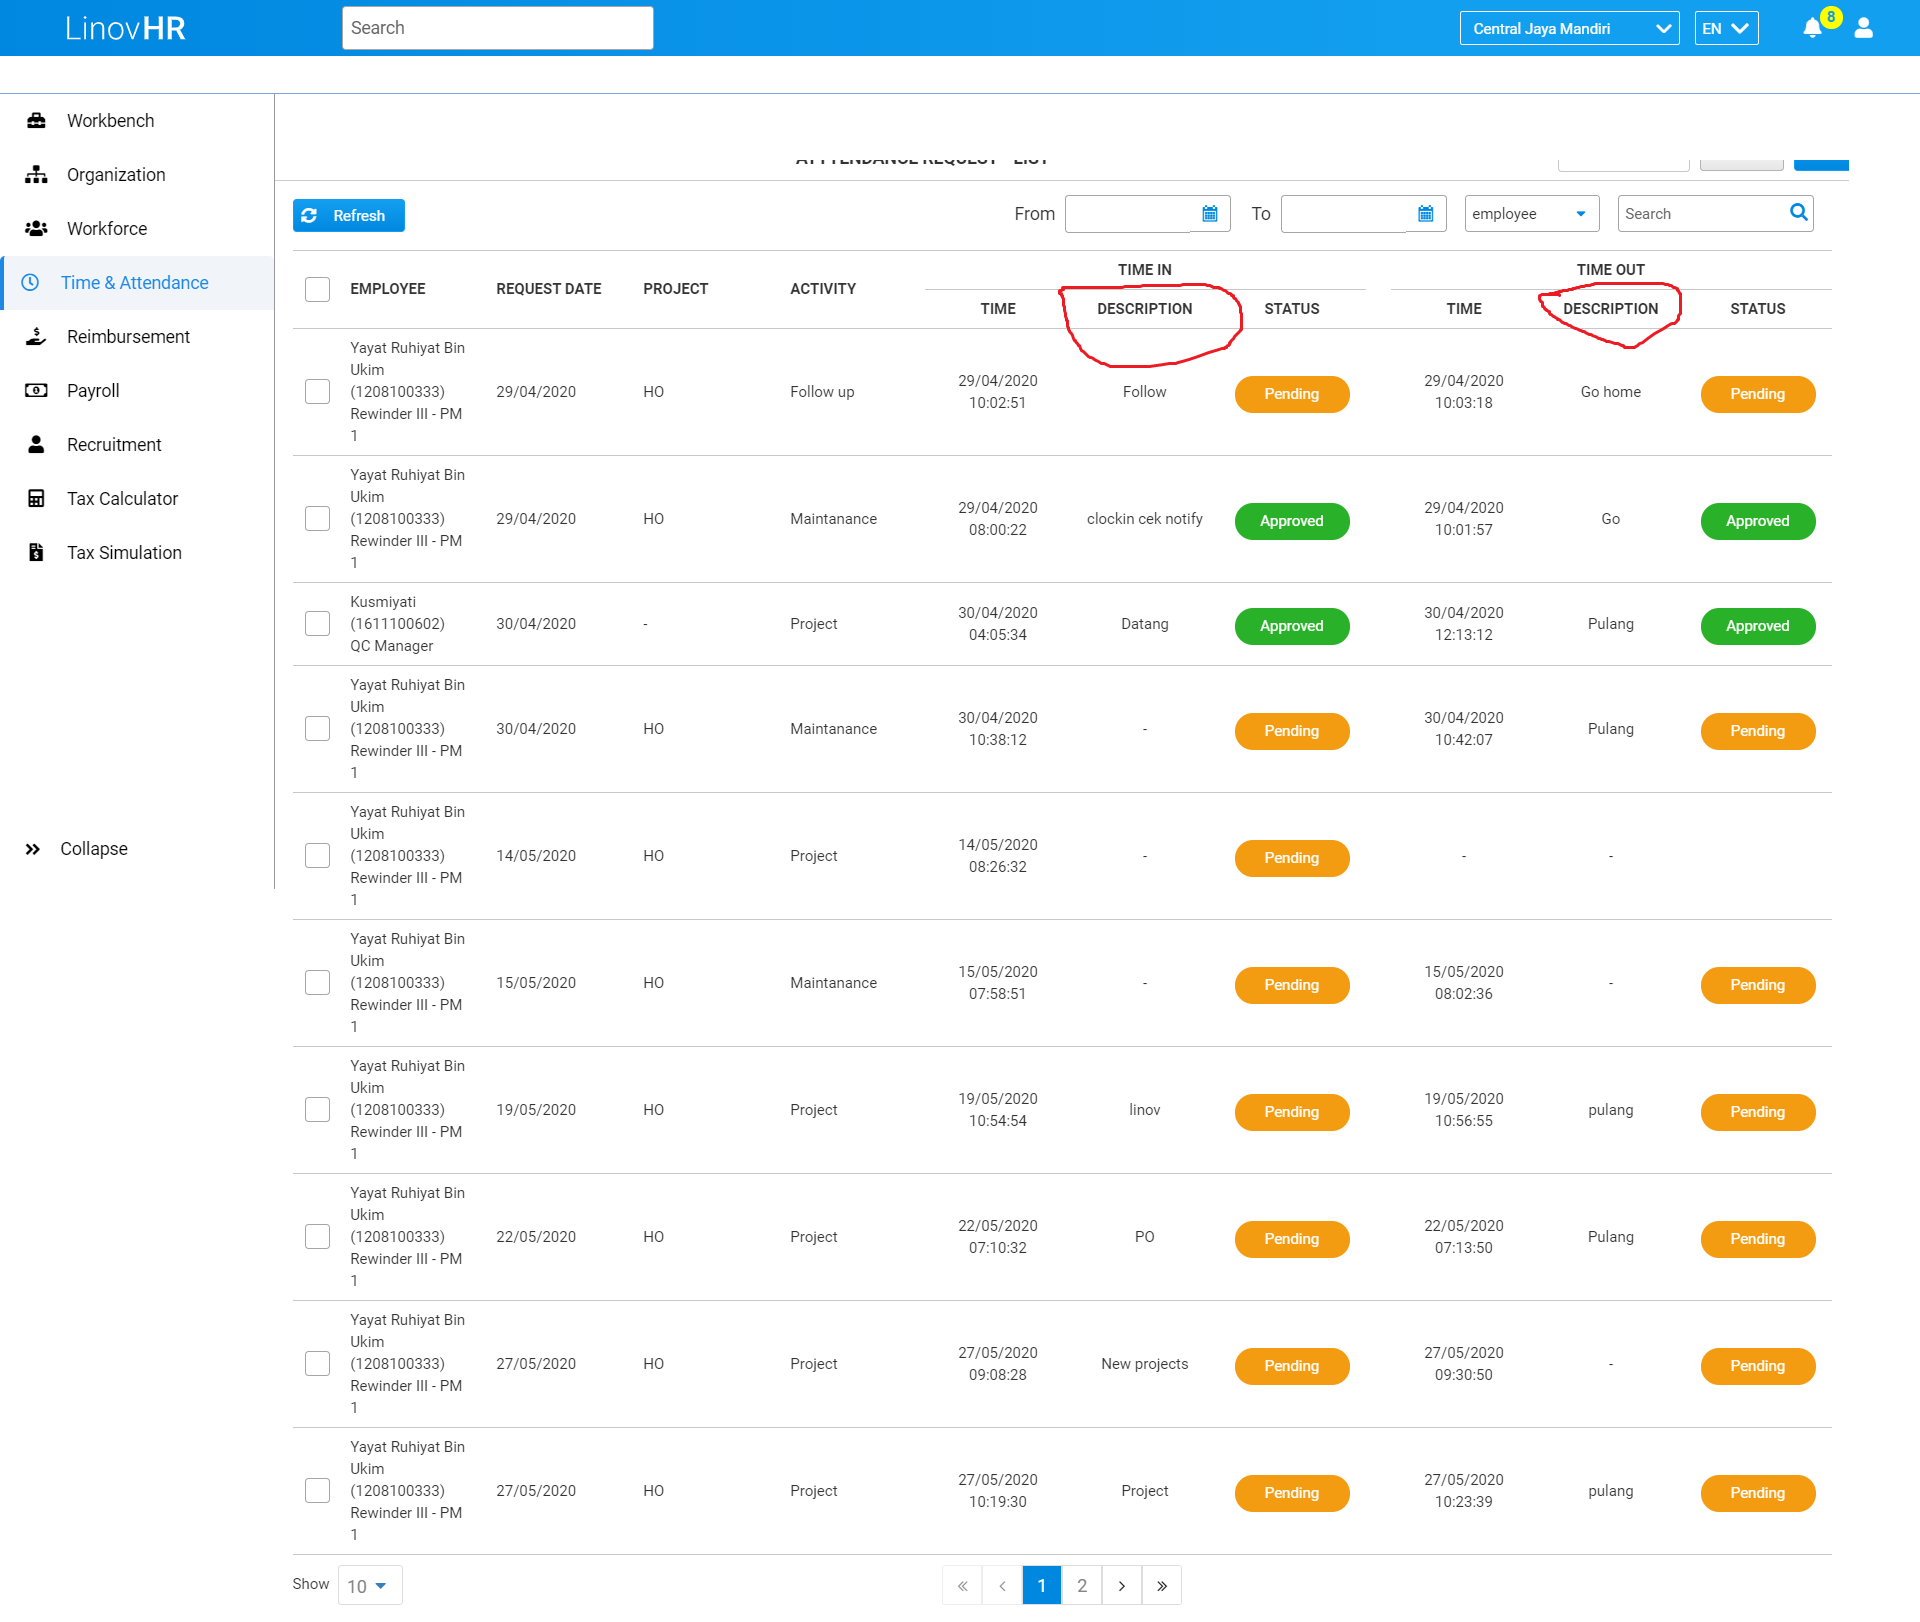 LinovHR
Search
Central Jaya Mandiri
EN
8
Workbench
Organization
Workforce
Time & Attendance
Reimbursement
Payroll
Recruitment
Tax Calculator
Tax Simulation
Collapse
ATTTENDANCE REQUEST - LIST
Refresh
From
To
employee
Search
EMPLOYEE REQUEST DATE PROJECT ACTIVITY
TIME IN
TIME DESCRIPTION STATUS
TIME OUT
TIME DESCRIPTION STATUS
Yayat Ruhiyat Bin
Ukim
(1208100333)
Rewinder III - PM
1
29/04/2020 HO Follow up
29/04/2020
10:02:51
Follow Pending
29/04/2020
10:03:18
Go home Pending
Yayat Ruhiyat Bin
Ukim
(1208100333)
Rewinder III - PM
1
29/04/2020 HO Maintanance
29/04/2020
08:00:22
clockin cek notify Approved
29/04/2020
10:01:57
Go Approved
Kusmiyati
(1611100602)
QC Manager
30/04/2020 - Project
30/04/2020
04:05:34
Datang Approved
30/04/2020
12:13:12
Pulang Approved
Yayat Ruhiyat Bin
Ukim
(1208100333)
Rewinder III - PM
1
30/04/2020 HO Maintanance
30/04/2020
10:38:12
- Pending
30/04/2020
10:42:07
Pulang Pending
Yayat Ruhiyat Bin
Ukim
(1208100333)
Rewinder III - PM
1
14/05/2020 HO Project
14/05/2020
08:26:32
- Pending
- -
Yayat Ruhiyat Bin
Ukim
(1208100333)
Rewinder III - PM
1
15/05/2020 HO Maintanance
15/05/2020
07:58:51
- Pending
15/05/2020
08:02:36
- Pending
Yayat Ruhiyat Bin
Ukim
(1208100333)
Rewinder III - PM
1
19/05/2020 HO Project
19/05/2020
10:54:54
linov Pending
19/05/2020
10:56:55
pulang Pending
Yayat Ruhiyat Bin
Ukim
(1208100333)
Rewinder III - PM
1
22/05/2020 HO Project
22/05/2020
07:10:32
PO Pending
22/05/2020
07:13:50
Pulang Pending
Yayat Ruhiyat Bin
Ukim
(1208100333)
Rewinder III - PM
1
27/05/2020 HO Project
27/05/2020
09:08:28
New projects Pending
27/05/2020
09:30:50
- Pending
Yayat Ruhiyat Bin
Ukim
(1208100333)
Rewinder III - PM
1
27/05/2020 HO Project
27/05/2020
10:19:30
Project Pending
27/05/2020
10:23:39
pulang Pending
Show 10
« ‹ 1 2 › »